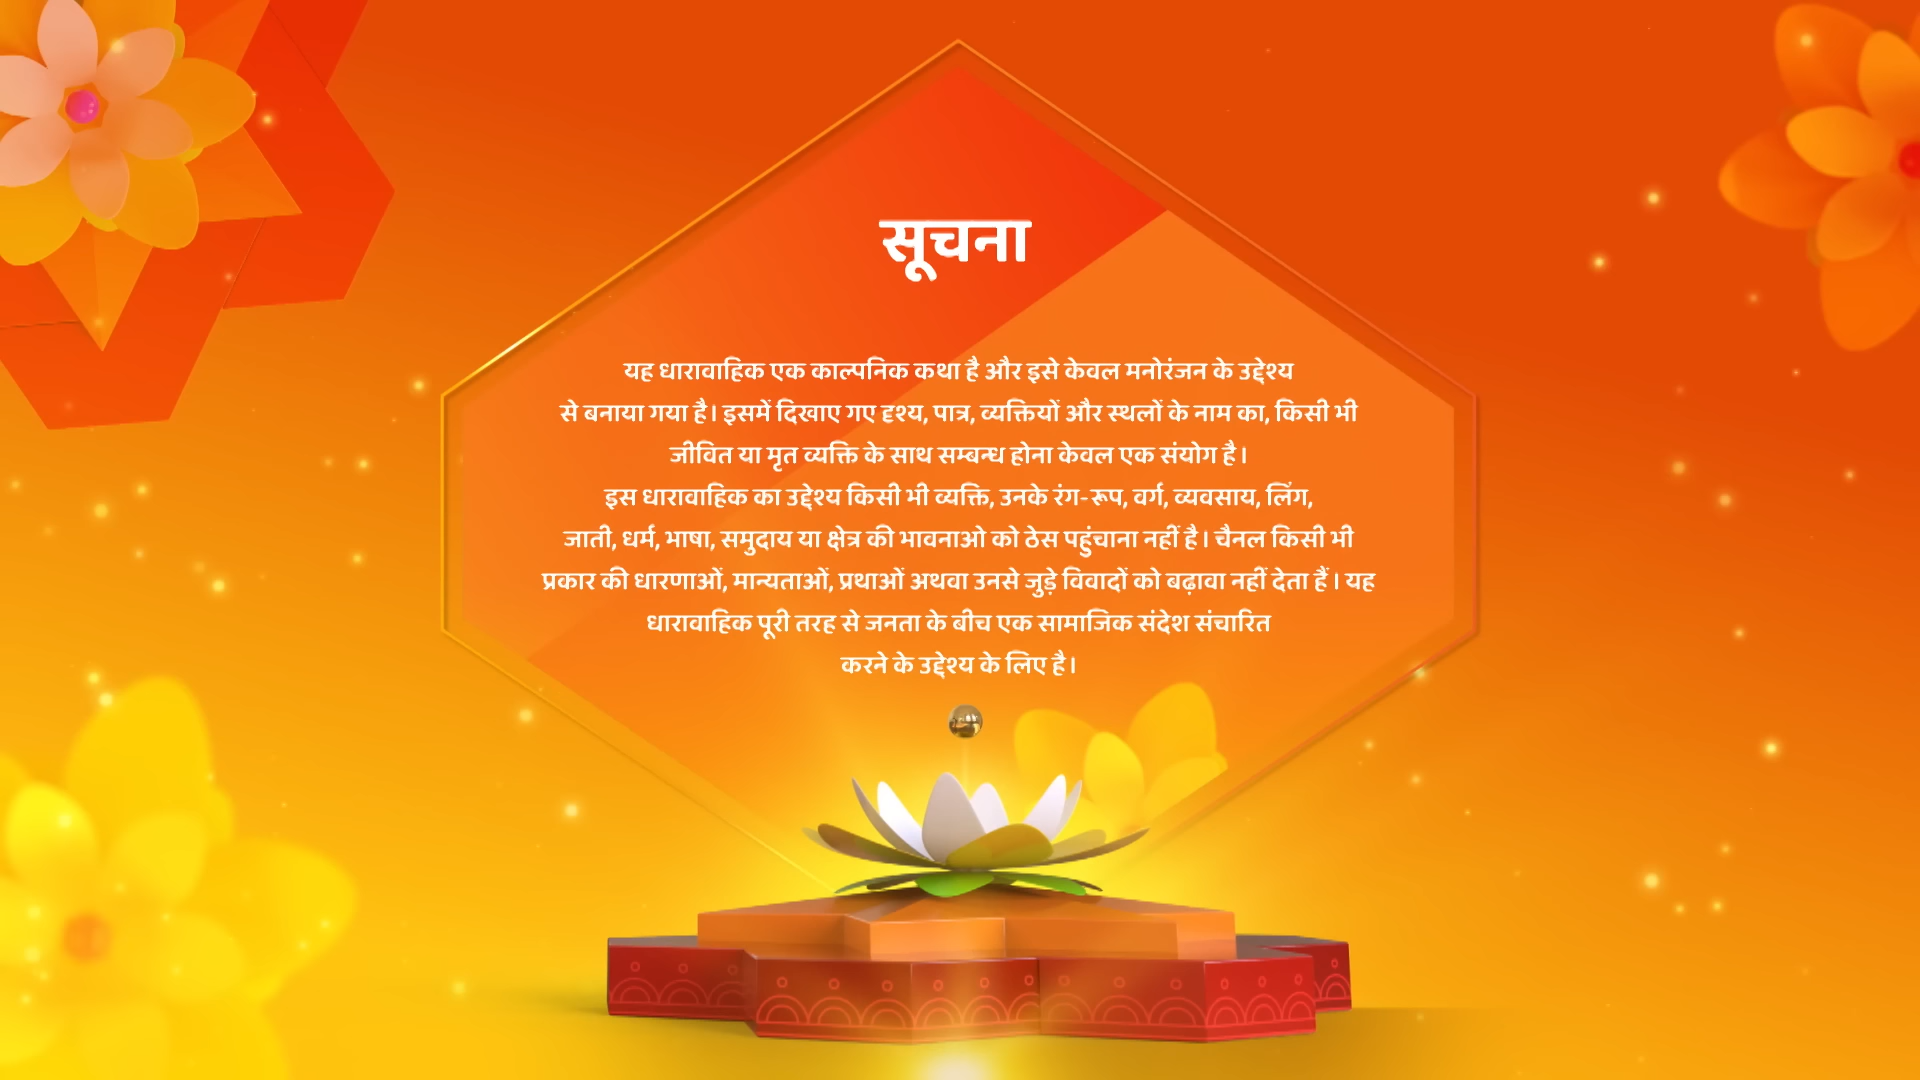 सूचना
यह धारावाहिक एक काल्पनिक कथा है और इसे केवल मनोरंजन के उद्देश्य
से बनाया गया है। इसमें दिखाए गए दृश्य, पात्र, व्यक्तियों और स्थलों के नाम का, किसी भी
जीवित या मृत व्यक्ति के साथ सम्बन्ध होना केवल एक संयोग है।
इस धारावाहिक का उद्देश्य किसी भी व्यक्ति, उनके रंग-रूप, वर्ग, व्यवसाय, लिंग,
जाती, धर्म, भाषा, समुदाय या क्षेत्र की भावनाओ को ठेस पहुंचाना नहीं है। चैनल किसी भी
प्रकार की धारणाओं, मान्यताओं, प्रथाओं अथवा उनसे जुड़े विवादों को बढ़ावा नहीं देता हैं। यह
धारावाहिक पूरी तरह से जनता के बीच एक सामाजिक संदेश संचारित
करने के उद्देश्य के लिए है।